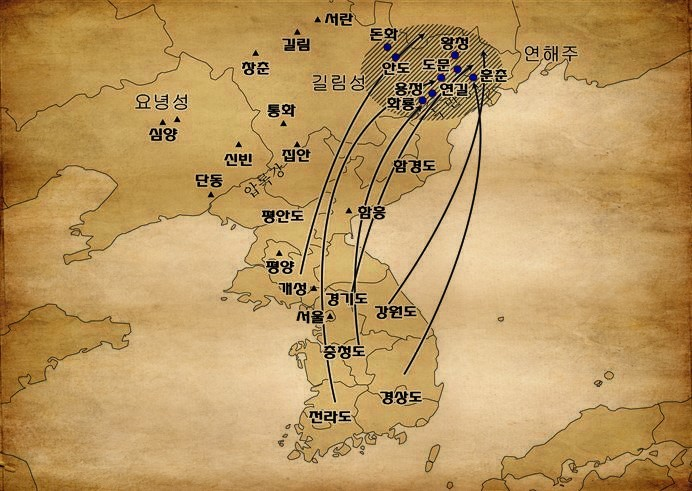 서란
돈화
길림
왕청
연해주
안도
창춘
도문
훈춘
길림성
용정
연길
요녕성
화룡
통화
심양
집안
신빈
함경도
단동
압록강
평안도
함흥
평양
개성
경기도
서울
강원도
충청도
경상도
전라도